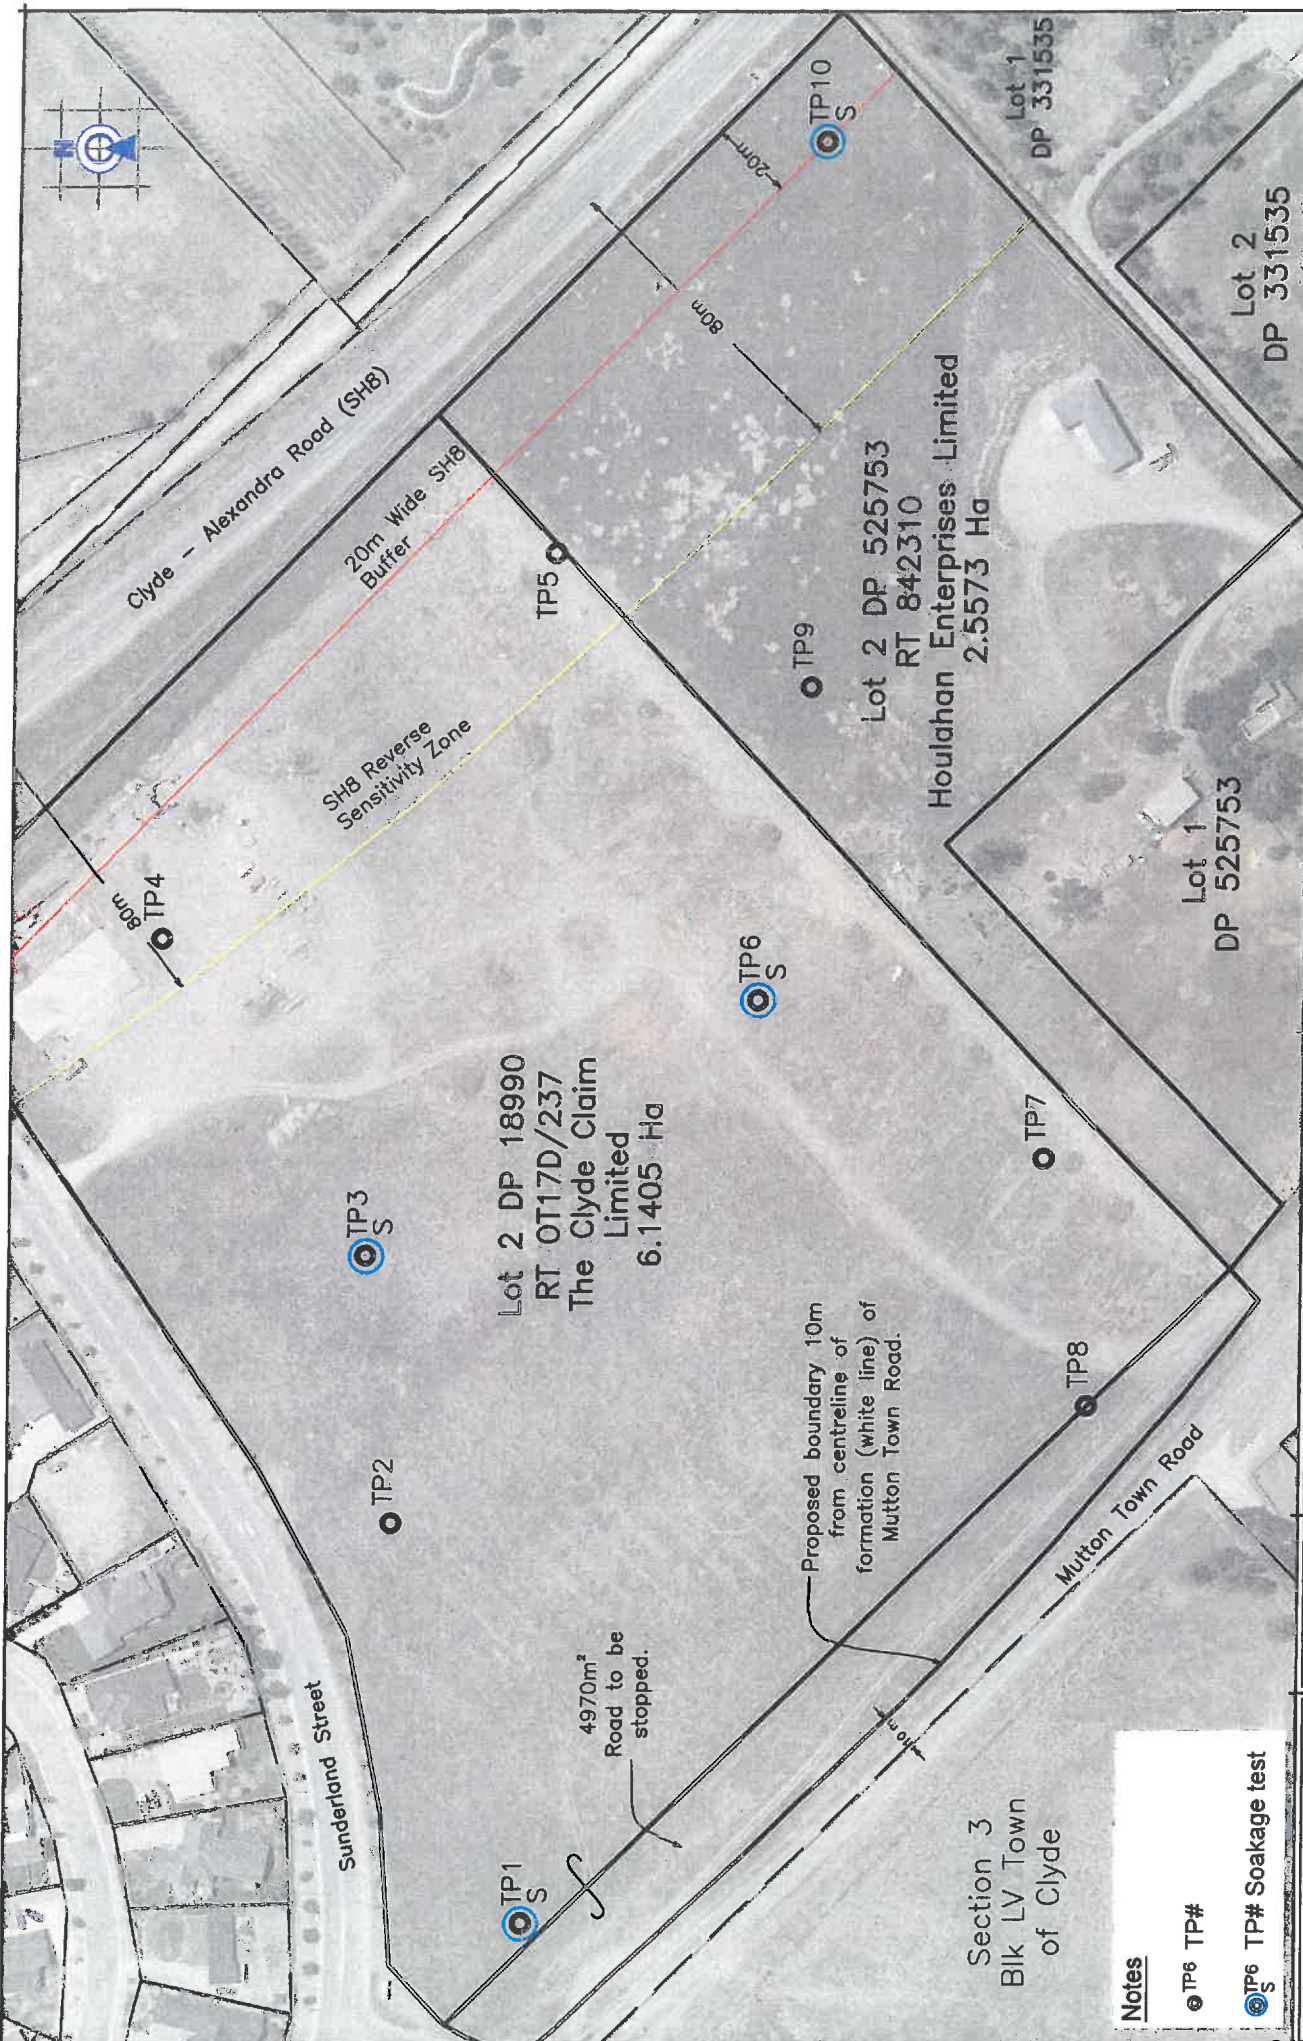 N
Clyde - Alexandra Road (SH8)
20m Wide SH8
Buffer
SH8 Reverse
Sensitivity Zone
80m
80m
20m
TP10
S
TP5
TP4
TP9
TP6
S
TP3
S
TP2
TP7
TP8
TP1
S
Lot 1
DP 331535
Lot 2
DP 331535
Lot 2 DP 525753
RT 842310
Houlahan Enterprises Limited
2.5573 Ha
Lot 1
DP 525753
Lot 2 DP 18990
RT OT17D/237
The Clyde Claim
Limited
6.1405 Ha
Proposed boundary 10m
from centreline of
formation (white line) of
Mutton Town Road.
4970m²
Road to be
stopped.
10 m
Mutton Town Road
Sunderland Street
Section 3
Blk LV Town
of Clyde
Notes
TP6 TP#
TP6 TP# Soakage test
S